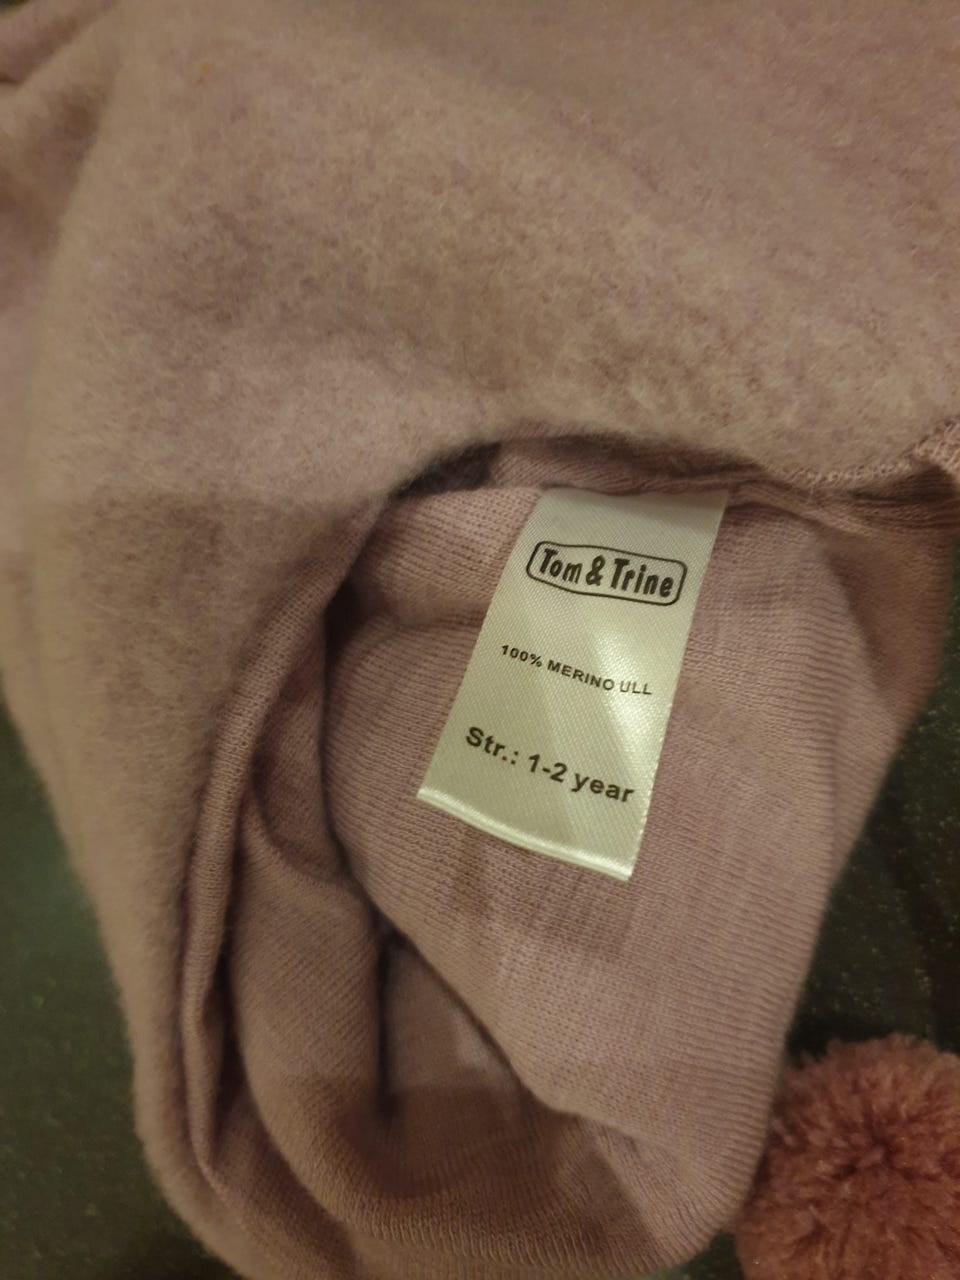 Tom & Trine
100% MERINO ULL
Str.: 1-2 year